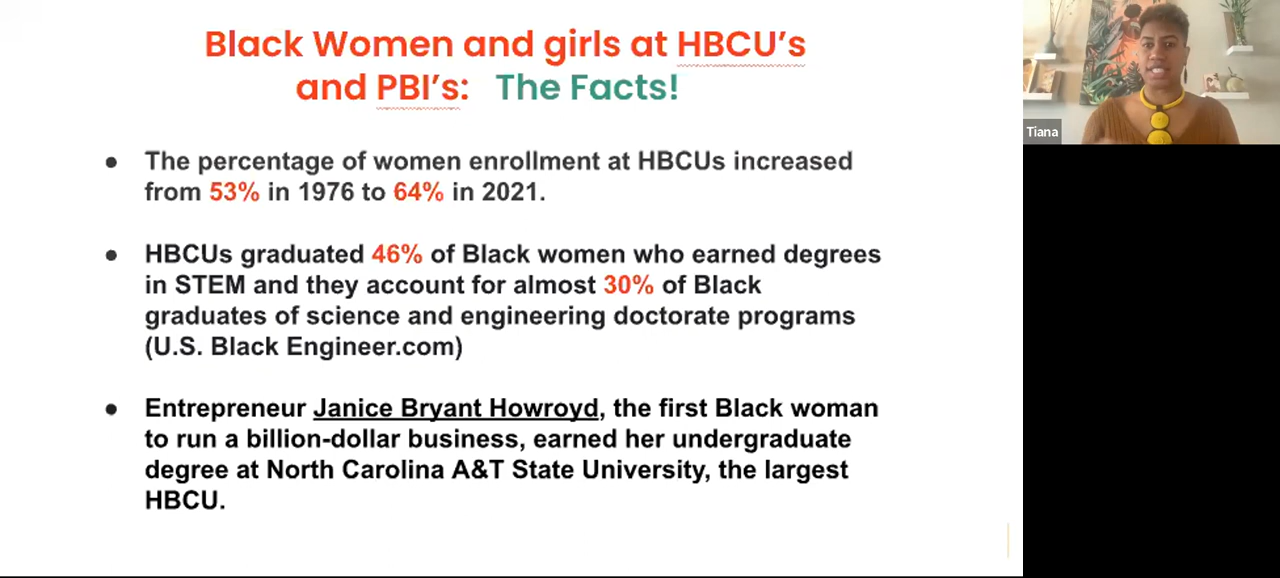 Black Women and girls at HBCU's
and PBI's: The Facts!
● The percentage of women enrollment at HBCUs increased
from 53% in 1976 to 64% in 2021.
● HBCUs graduated 46% of Black women who earned degrees
in STEM and they account for almost 30% of Black
graduates of science and engineering doctorate programs
(U.S. Black Engineer.com)
● Entrepreneur Janice Bryant Howroyd, the first Black woman
to run a billion-dollar business, earned her undergraduate
degree at North Carolina A&T State University, the largest
HBCU.
Tiana